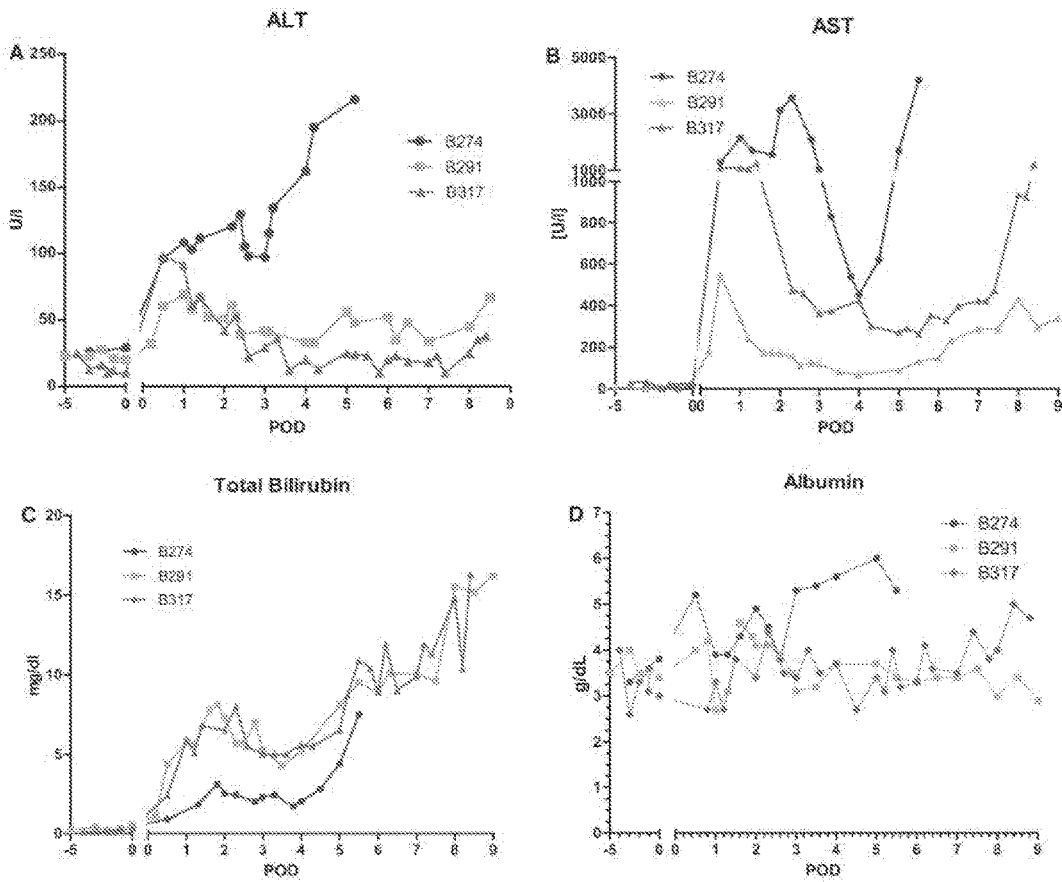 ALT
A
250
200
150
100
50
0
U/l
B274
B291
B317
-5 0 0 1 2 3 4 5 6 7 8 9
POD
AST
B
5000
3000
1000
1000
800
600
400
200
0
[U/l]
B274
B291
B317
-5 0 0 1 2 3 4 5 6 7 8 9
POD
Total Bilirubin
C
20
15
10
5
0
mg/dl
B274
B291
B317
-5 0 0 1 2 3 4 5 6 7 8 9
POD
Albumin
D
7
6
5
4
3
2
1
0
g/dL
B274
B291
B317
-5 0 0 1 2 3 4 5 6 7 8 9
POD